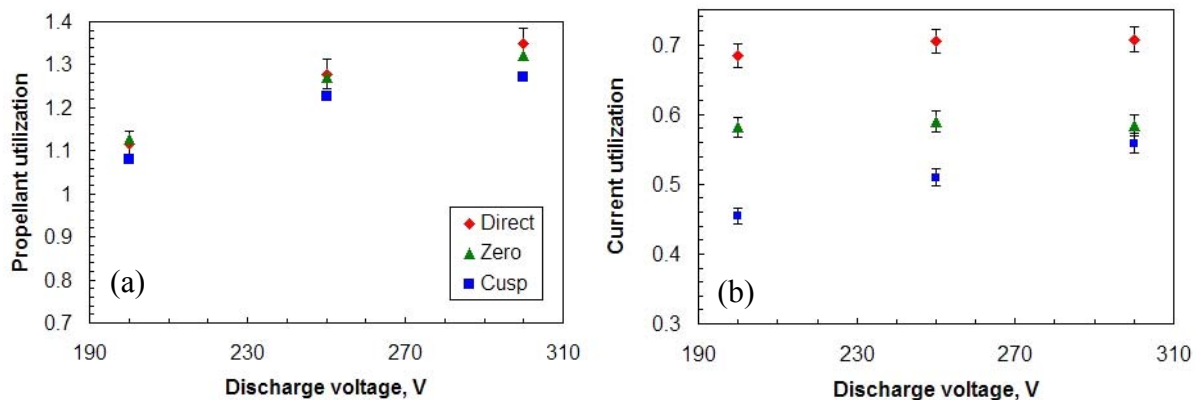 1.4
1.3
1.2
1.1
1
0.9
0.8
0.7
Propellant utilization
(a)
Direct
Zero
Cusp
190
230
270
310
Discharge voltage, V
0.7
0.6
0.5
0.4
0.3
Current utilization
(b)
190
230
270
310
Discharge voltage, V